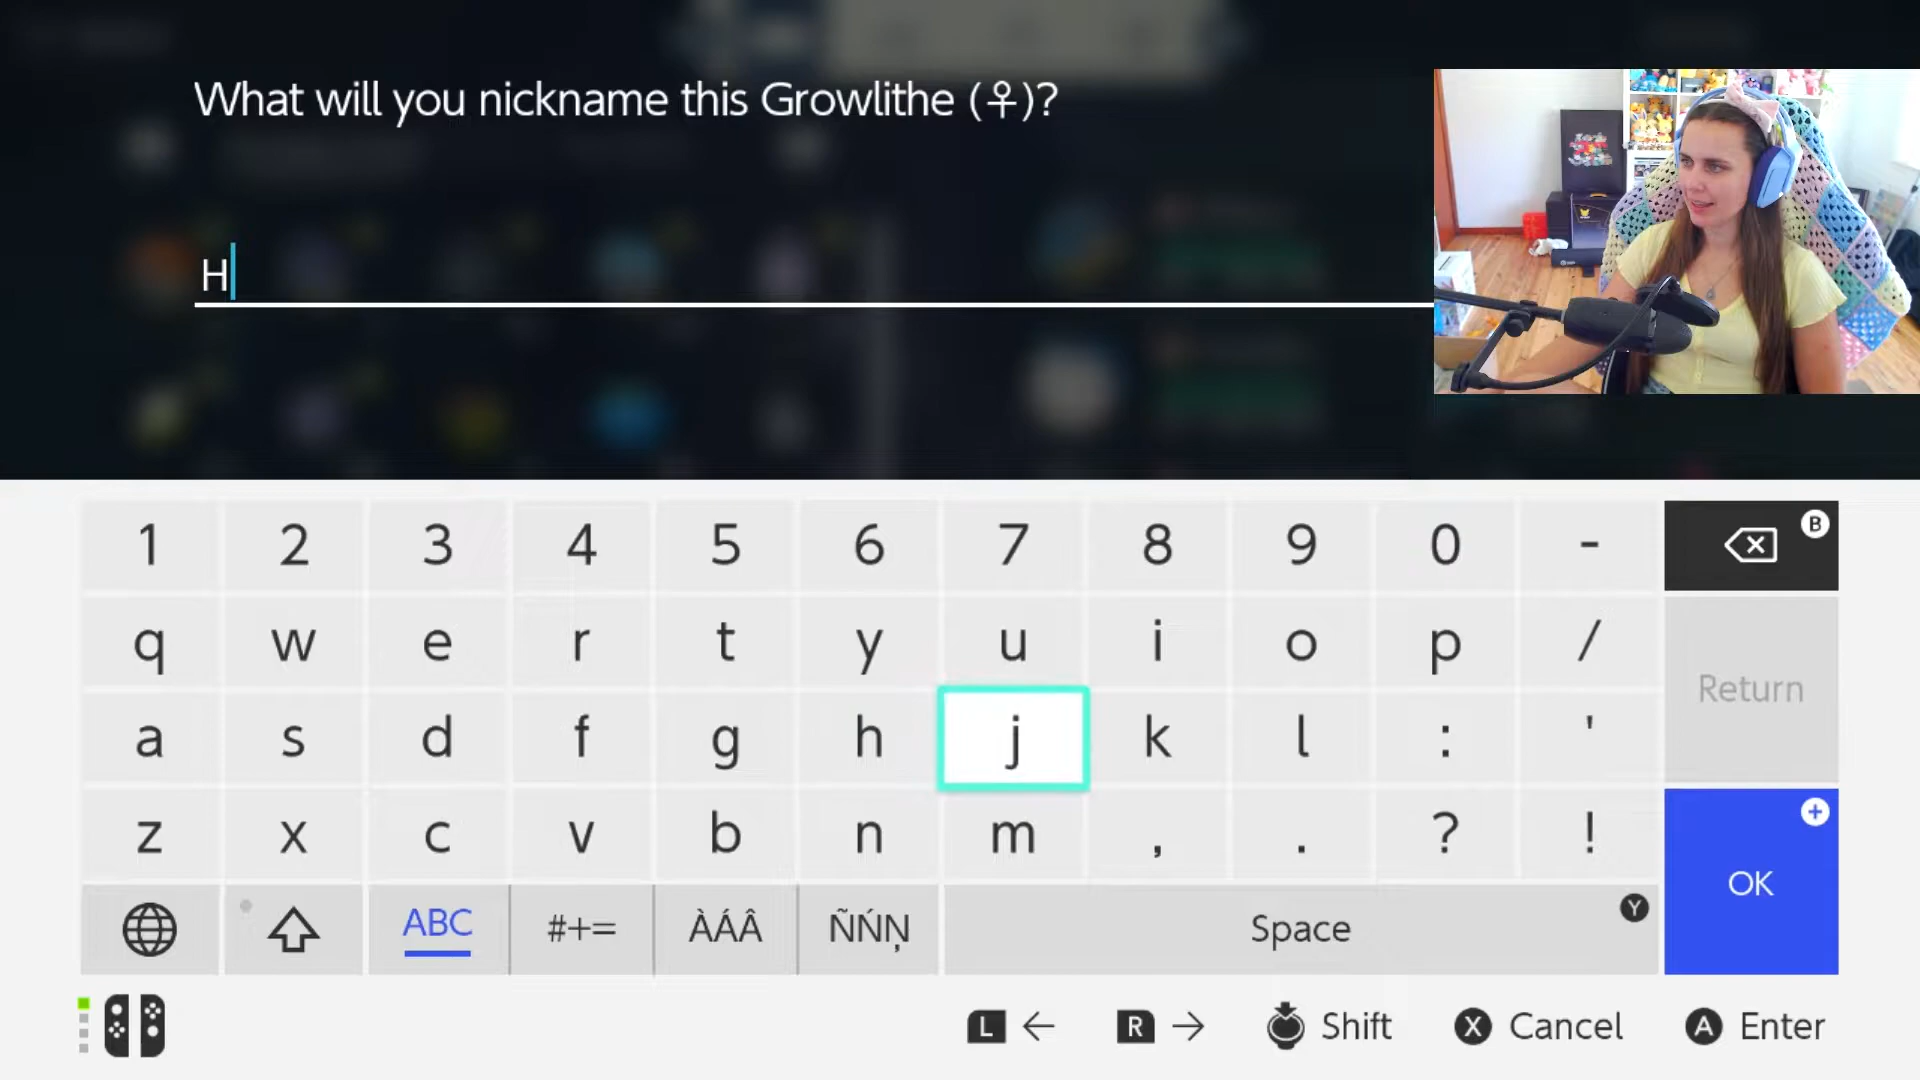 What will you nickname this Growlithe (♀)?
H
1 2 3 4 5 6 7 8 9 0 - B
q w e r t y u i o p /
Return
a s d f g h j k l : '
z x c v b n m , . ? ! +
OK
ABC #+= ÀÁÂ ÑŃŅ Space Y
L ← R → Shift X Cancel A Enter